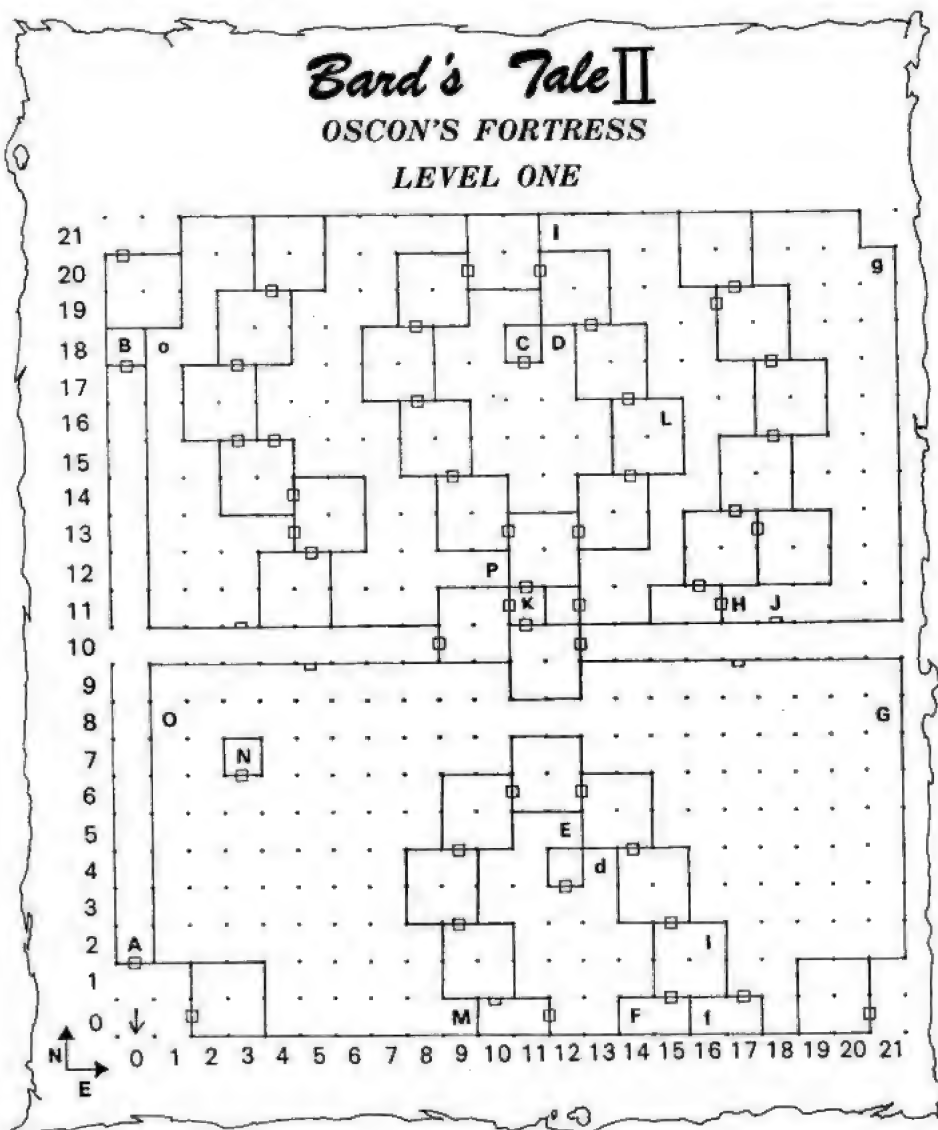 Bard's Tale II
OSCON'S FORTRESS
LEVEL ONE
21 I
20 g
19
18 B o C D
17
16 L
15
14
13
12 P
11 K H J
10
9
8 O G
7 N
6
5 E
4 d
3
2 A I
1
0 M F f
N
E
0 1 2 3 4 5 6 7 8 9 10 11 12 13 14 15 16 17 18 19 20 21